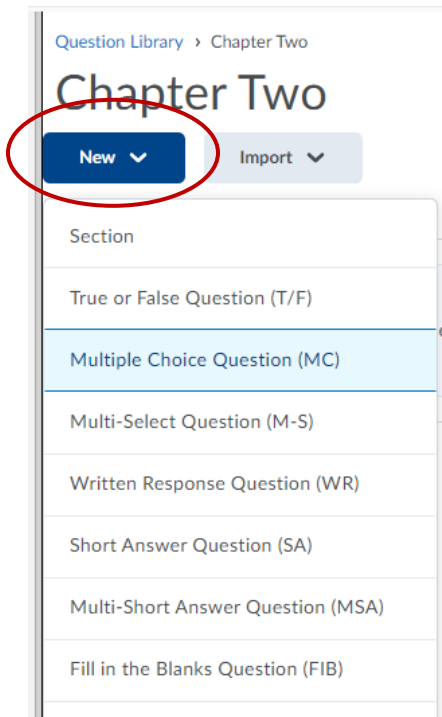 Question Library › Chapter Two
Chapter Two
New Import
Section
True or False Question (T/F)
Multiple Choice Question (MC)
Multi-Select Question (M-S)
Written Response Question (WR)
Short Answer Question (SA)
Multi-Short Answer Question (MSA)
Fill in the Blanks Question (FIB)